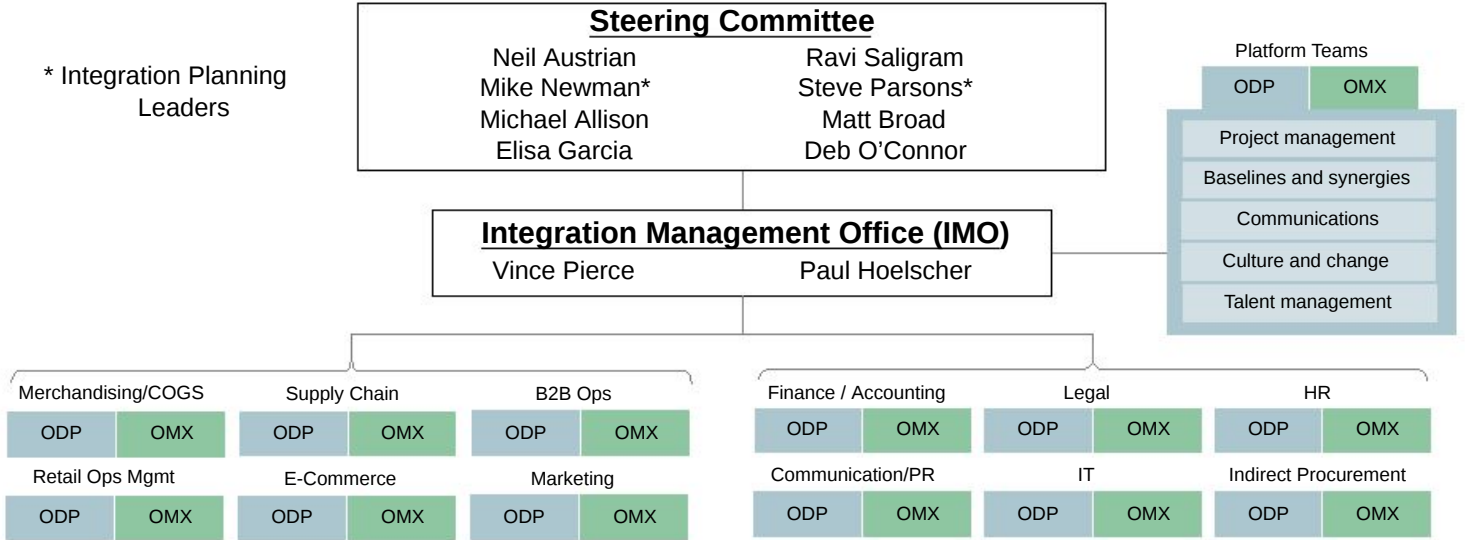 Steering Committee
Neil Austrian Ravi Saligram
Mike Newman* Steve Parsons*
Michael Allison Matt Broad
Elisa Garcia Deb O’Connor
* Integration Planning
Leaders
Platform Teams
ODP OMX
Project management
Baselines and synergies
Communications
Culture and change
Talent management
Integration Management Office (IMO)
Vince Pierce Paul Hoelscher
Merchandising/COGS Supply Chain B2B Ops
ODP OMX ODP OMX ODP OMX
Retail Ops Mgmt E-Commerce Marketing
ODP OMX ODP OMX ODP OMX
Finance / Accounting Legal HR
ODP OMX ODP OMX ODP OMX
Communication/PR IT Indirect Procurement
ODP OMX ODP OMX ODP OMX